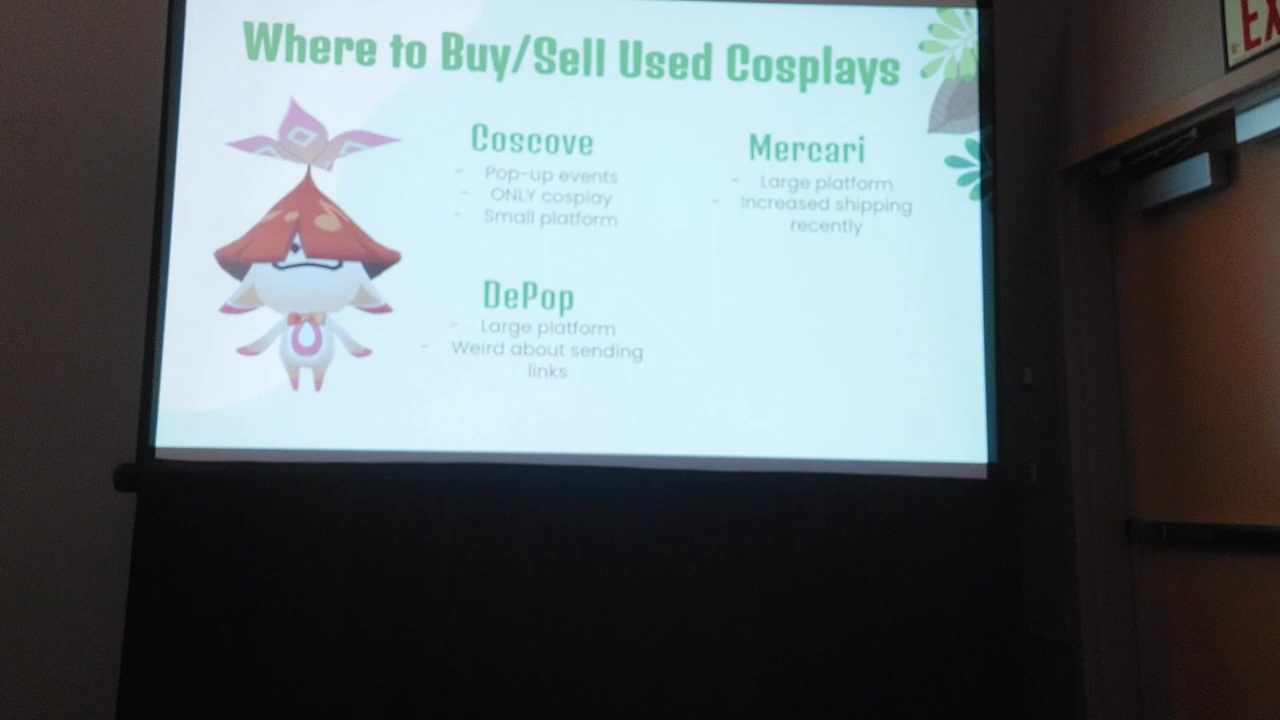 Where to Buy/Sell Used Cosplays
Coscove
- Pop-up events
- ONLY cosplay
- Small platform
Mercari
- Large platform
- Increased shipping
recently
DePop
- Large platform
- Weird about sending
links
EX